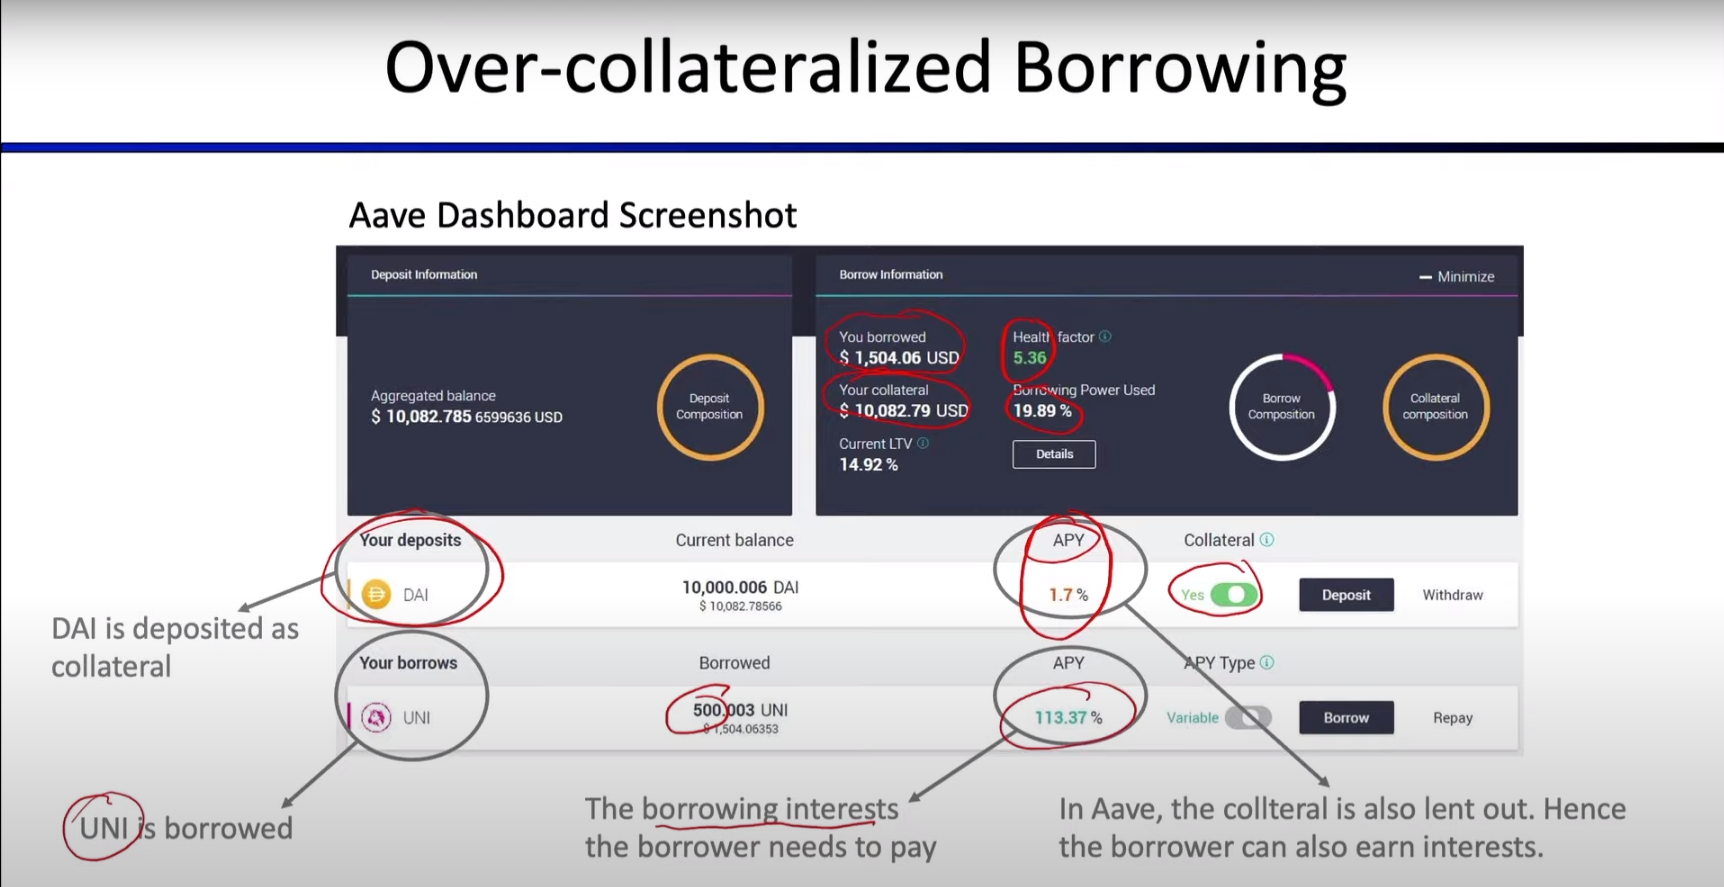 Over-collateralized Borrowing
Aave Dashboard Screenshot
Deposit Information
Aggregated balance
$ 10,082.785 6599636 USD
Deposit
Composition
Borrow Information
Minimize
You borrowed
$ 1,504.06 USD
Health factor
5.36
Your collateral
$ 10,082.79 USD
Borrowing Power Used
19.89 %
Current LTV
14.92 %
Details
Borrow
Composition
Collateral
composition
Your deposits
Current balance
APY
Collateral
DAI
10,000.006 DAI
$ 10,082.78566
1.7 %
Yes
Deposit
Withdraw
Your borrows
Borrowed
APY
APY Type
UNI
500.003 UNI
$ 1,504.06353
113.37 %
Variable
Borrow
Repay
DAI is deposited as
collateral
UNI is borrowed
The borrowing interests
the borrower needs to pay
In Aave, the collteral is also lent out. Hence
the borrower can also earn interests.